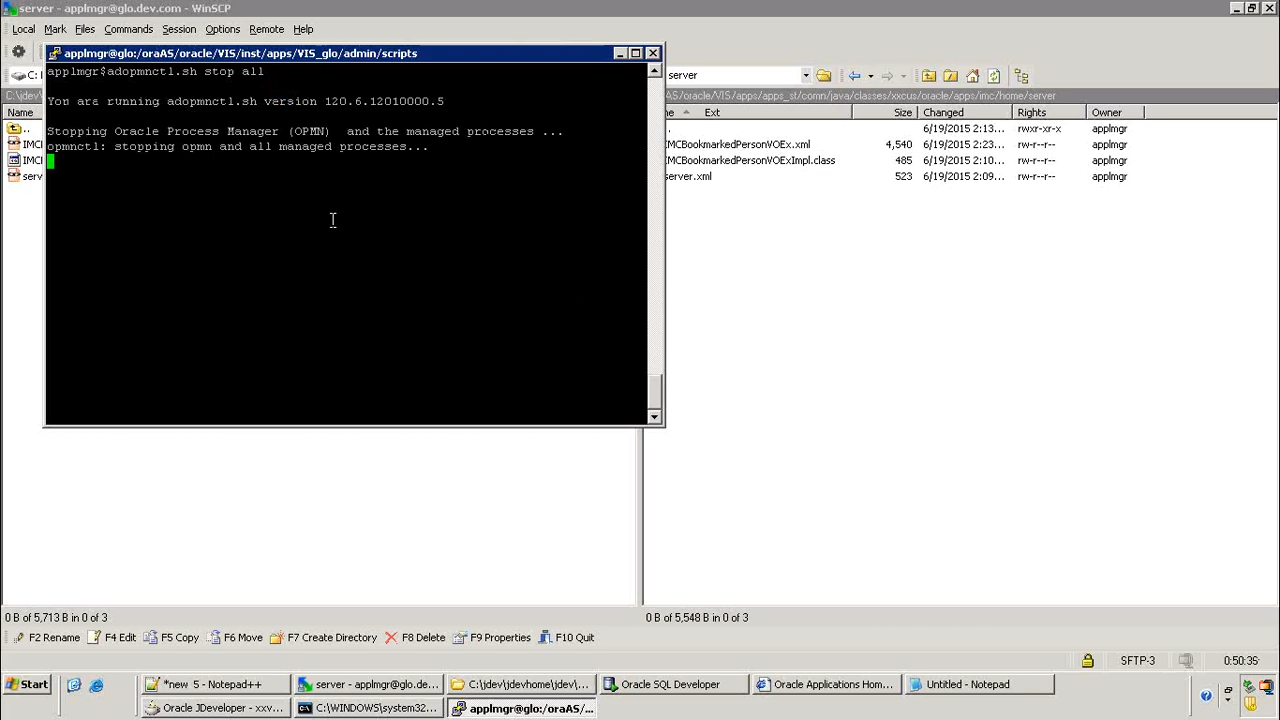 server - applmgr@glo.dev.com - WinSCP
Local Mark Files Commands Session Options Remote Help
applmgr@glo:/oraAS/oracle/VIS/inst/apps/VIS_glo/admin/scripts
applmgr$adopmnctl.sh stop all
You are running adopmnctl.sh version 120.6.12010000.5
Stopping Oracle Process Manager (OPMN)  and the managed processes ...
opmnctl: stopping opmn and all managed processes...
C:
server
C:\jdev
AS/oracle/VIS/apps/apps_st/comn/java/classes/xxcus/oracle/apps/imc/home/server
Name
Ext Size Changed Rights Owner
..
6/19/2015 2:13... rwxr-xr-x applmgr
IMC
MCBookmarkedPersonVOEx.xml 4,540 6/19/2015 2:23... rw-r--r-- applmgr
IMC
MCBookmarkedPersonVOExImpl.class 485 6/19/2015 2:10... rw-r--r-- applmgr
serv
server.xml 523 6/19/2015 2:09... rw-r--r-- applmgr
0 B of 5,713 B in 0 of 3
0 B of 5,548 B in 0 of 3
F2 Rename F4 Edit F5 Copy F6 Move F7 Create Directory F8 Delete F9 Properties F10 Quit
SFTP-3 0:50:35
Start
*new  5 - Notepad++
server - applmgr@glo.de...
C:\jdev\jdevhome\jdev\...
Oracle SQL Developer
Oracle Applications Hom...
Untitled - Notepad
Oracle JDeveloper - xxv...
C:\WINDOWS\system32...
applmgr@glo:/oraAS/...